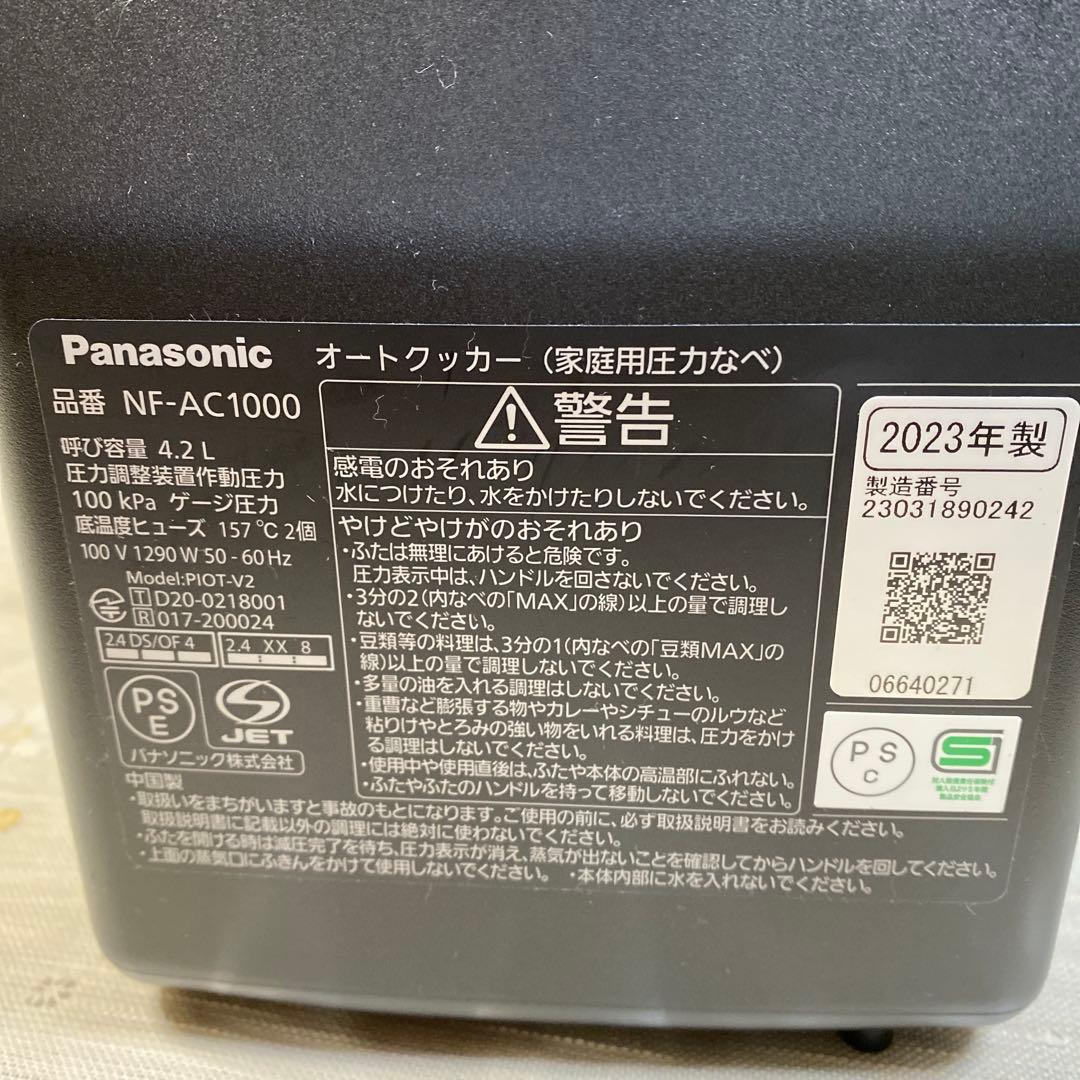 Panasonic オートクッカー（家庭用圧力なべ）
品番 NF-AC1000
呼び容量 4.2 L
圧力調整装置作動圧力
100 kPa ゲージ圧力
底温度ヒューズ 157 ℃ 2個
100 V 1290 W 50 - 60 Hz
Model:PIOT-V2
T D20-0218001
R 017-200024
2.4 DS/OF 4
2.4 XX 8
PS
E
JET
パナソニック株式会社
中国製
警告
感電のおそれあり
水につけたり、水をかけたりしないでください。
やけどやけがのおそれあり
・ふたは無理にあけると危険です。
圧力表示中は、ハンドルを回さないでください。
・3分の2（内なべの「MAX」の線）以上の量で調理し
ないでください。
・豆類等の料理は、3分の1（内なべの「豆類MAX」の
線）以上の量で調理しないでください。
・多量の油を入れる調理はしないでください。
・重曹など膨張する物やカレーやシチューのルウなど
粘りけやとろみの強い物をいれる料理は、圧力をかけ
る調理はしないでください。
・使用中や使用直後は、ふたや本体の高温部にふれない。
・ふたやふたのハンドルを持って移動しないでください。
2023年製
製造番号
23031890242
06640271
PS
C
S
対人賠償責任保険付
購入日より5年間
製品安全協会
・取扱いをまちがいますと事故のもとになります。ご使用の前に、必ず取扱説明書をお読みください。
取扱説明書に記載以外の調理には絶対に使わないでください。
・ふたを開ける時は減圧完了を待ち、圧力表示が消え、蒸気が出ないことを確認してからハンドルを回してください。
・上面の蒸気口にふきんをかけて使用しないでください。 ・本体内部に水を入れないでください。